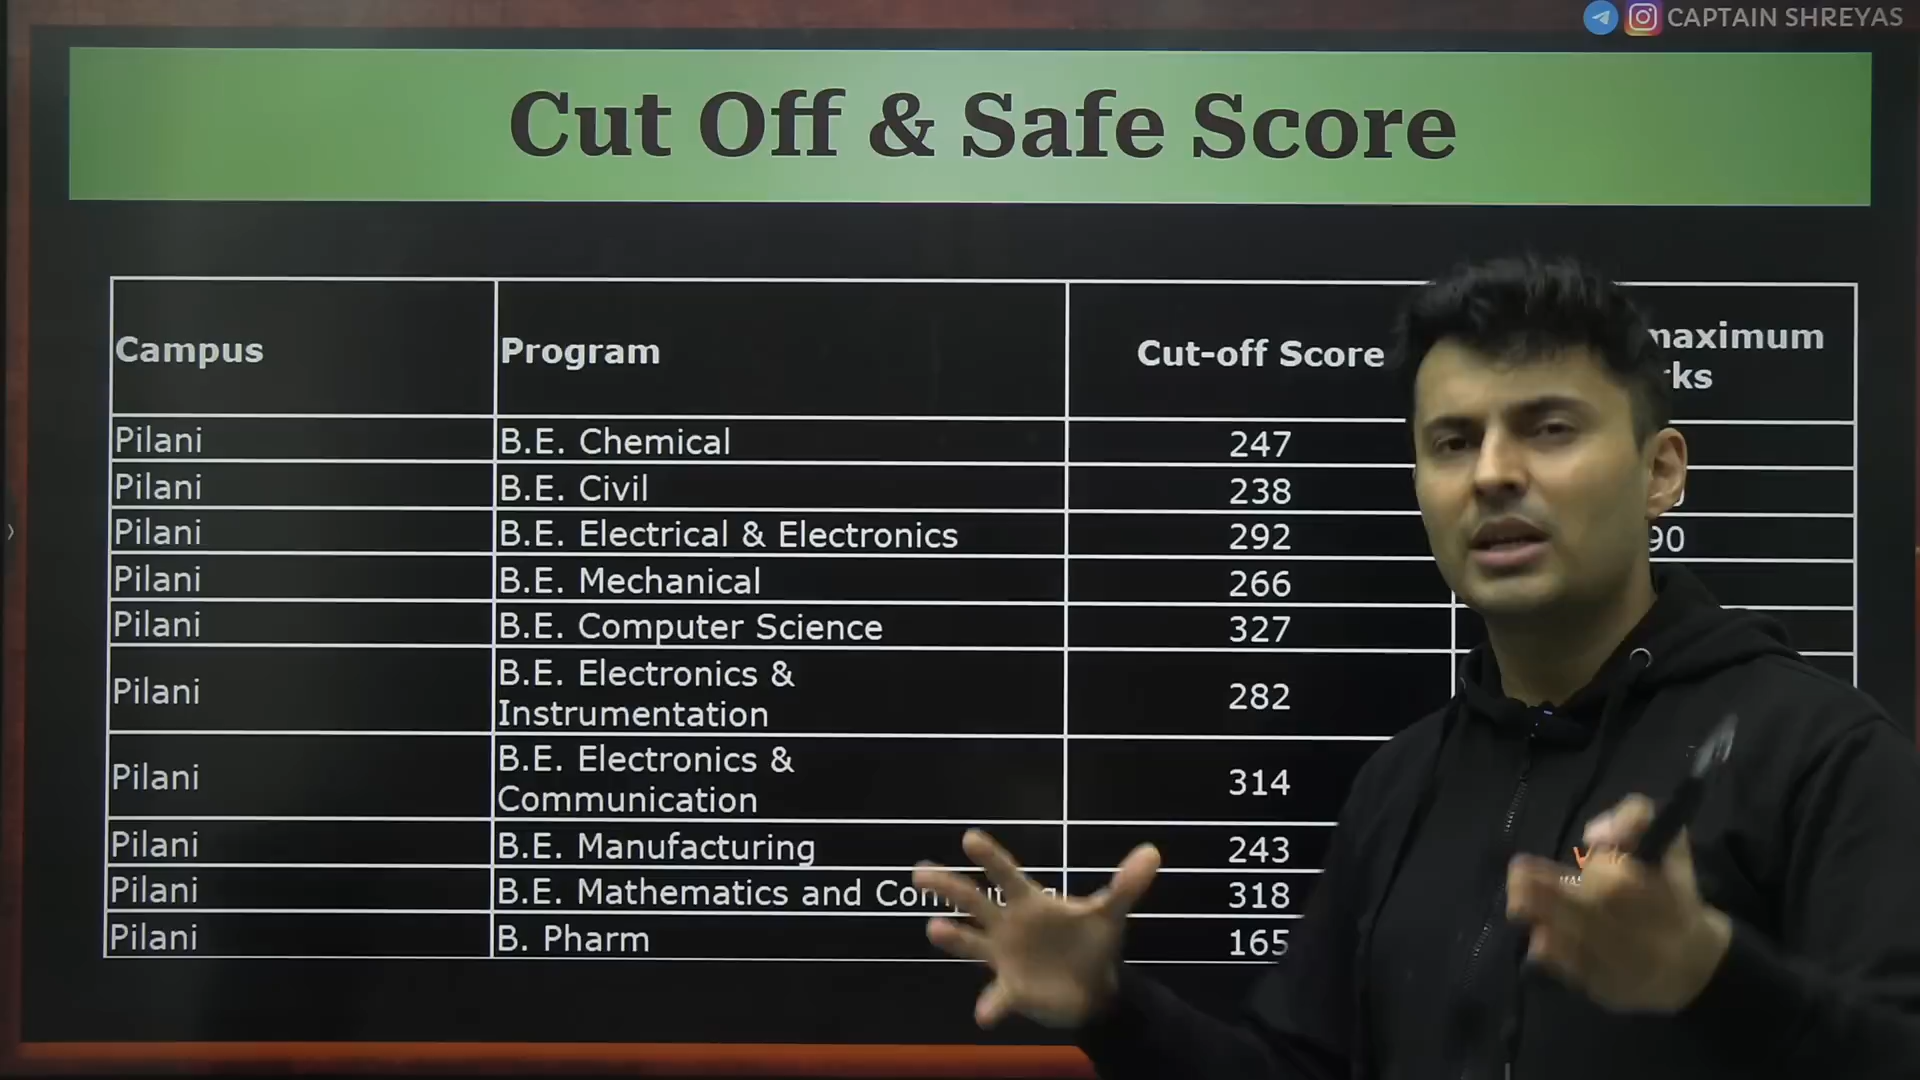 CAPTAIN SHREYAS
Cut Off & Safe Score
Campus Program Cut-off Score maximum
Pilani B.E. Chemical 247
Pilani B.E. Civil 238
Pilani B.E. Electrical & Electronics 292 90
Pilani B.E. Mechanical 266
Pilani B.E. Computer Science 327
Pilani B.E. Electronics &
Instrumentation 282
Pilani B.E. Electronics &
Communication 314
Pilani B.E. Manufacturing 243
Pilani B.E. Mathematics and 318
Pilani B. Pharm 165